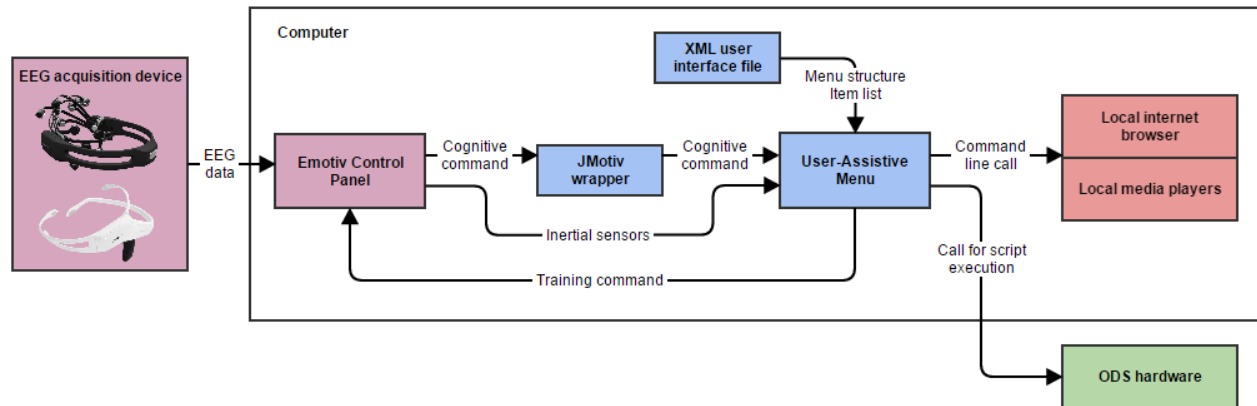 Computer
EEG acquisition device
XML user
interface file
Menu structure
Item list
EEG
data
Emotiv Control
Panel
Cognitive
command
JMotiv
wrapper
Cognitive
command
User-Assistive
Menu
Command
line call
Local internet
browser
Local media players
Inertial sensors
Training command
Call for script
execution
ODS hardware